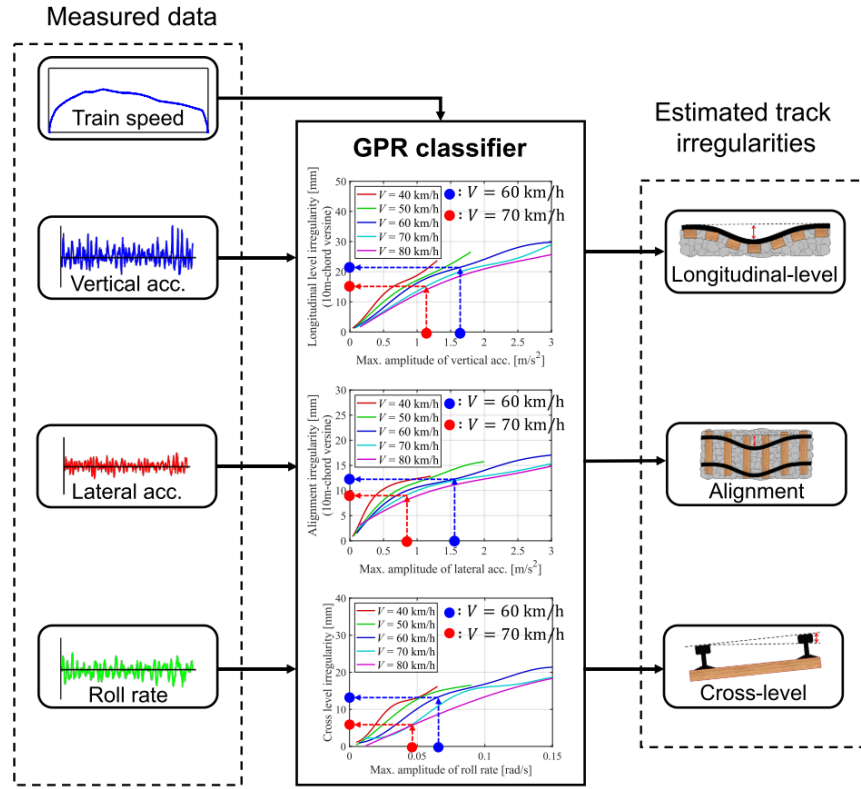 Measured data
Train speed
Vertical acc.
Lateral acc.
Roll rate
GPR classifier
Longitudinal level irregularity [mm]
(10m-chord versine)
50
40
30
20
10
0
V = 40 km/h
V = 50 km/h
V = 60 km/h
V = 70 km/h
V = 80 km/h
: V = 60 km/h
: V = 70 km/h
0 0.5 1 1.5 2 2.5 3
Max. amplitude of vertical acc. [m/s²]
Alignment irregularity [mm]
(10m-chord versine)
30
25
20
15
10
5
0
V = 40 km/h
V = 50 km/h
V = 60 km/h
V = 70 km/h
V = 80 km/h
: V = 60 km/h
: V = 70 km/h
0 0.5 1 1.5 2 2.5 3
Max. amplitude of lateral acc. [m/s²]
Cross level irregularity [mm]
40
30
20
10
0
V = 40 km/h
V = 50 km/h
V = 60 km/h
V = 70 km/h
V = 80 km/h
: V = 60 km/h
: V = 70 km/h
0 0.05 0.1 0.15
Max. amplitude of roll rate [rad/s]
Estimated track
irregularities
Longitudinal-level
Alignment
Cross-level